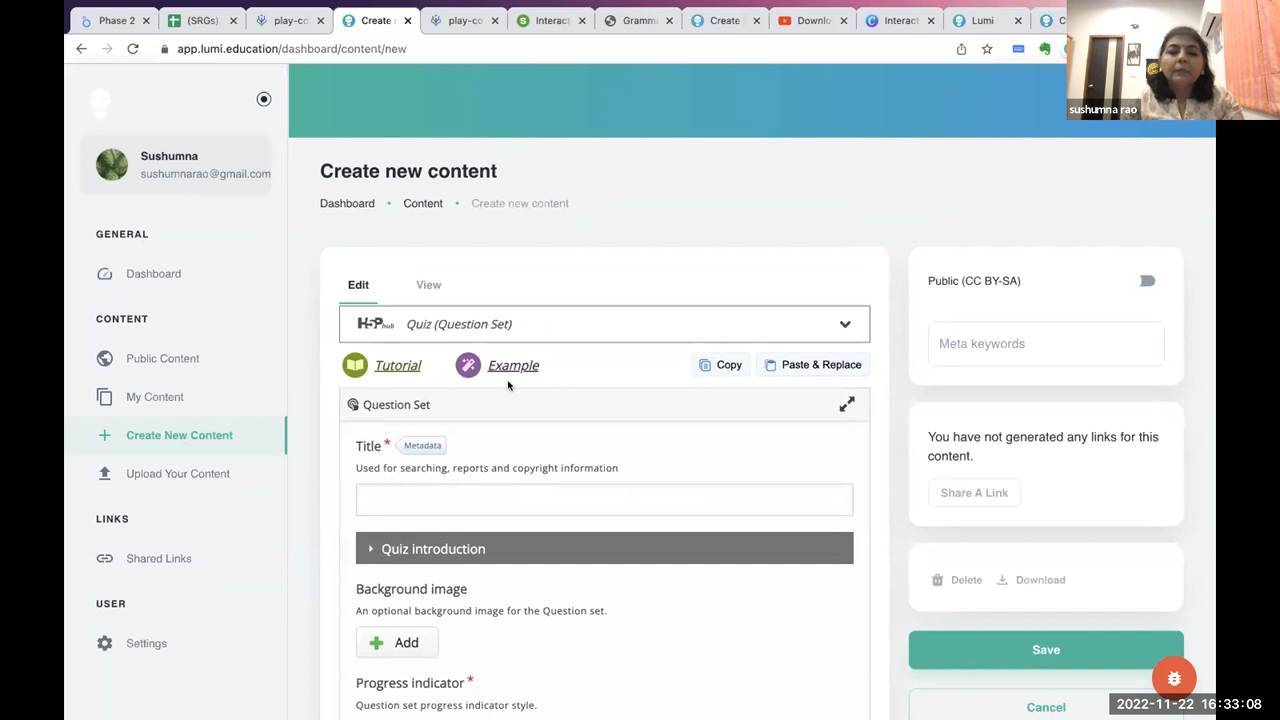 Phase 2
(SRGs)
play-co
Create
play-co
Interact
Gramm
Create
Downlo
Interact
Lumi
app.lumi.education/dashboard/content/new
sushumna rao
Sushumna
sushumnarao@gmail.com
GENERAL
Dashboard
CONTENT
Public Content
My Content
Create New Content
Upload Your Content
LINKS
Shared Links
USER
Settings
Create new content
Dashboard • Content • Create new content
Edit View
H5P hub Quiz (Question Set)
Tutorial Example Copy Paste & Replace
Question Set
Title * Metadata
Used for searching, reports and copyright information
Quiz introduction
Background image
An optional background image for the Question set.
Add
Progress indicator *
Question set progress indicator style.
Public (CC BY-SA)
Meta keywords
You have not generated any links for this
content.
Share A Link
Delete Download
Save
Cancel
2022-11-22 16:33:08